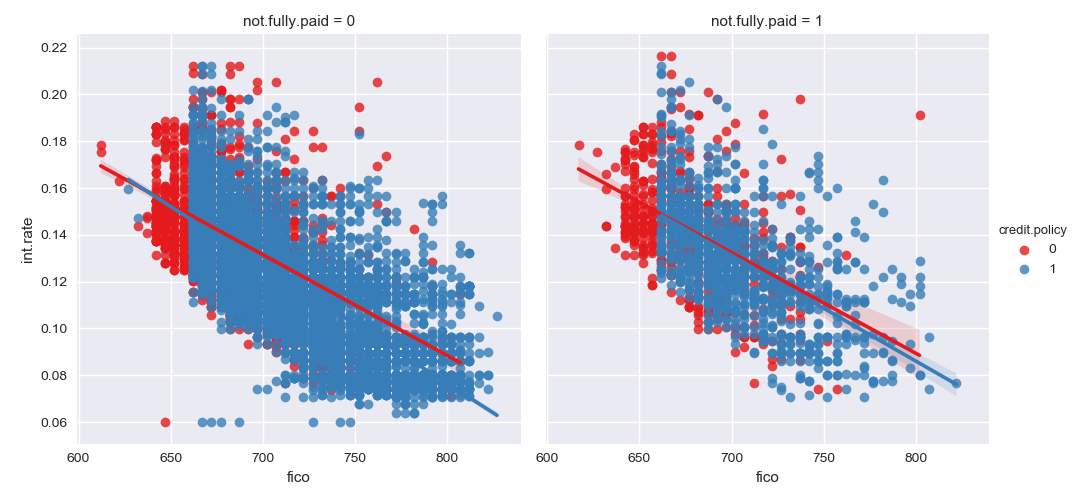 not.fully.paid = 0
not.fully.paid = 1
0.22
0.20
0.18
0.16
0.14
0.12
0.10
0.08
0.06
int.rate
600 650 700 750 800
600 650 700 750 800
fico
fico
credit.policy
0
1